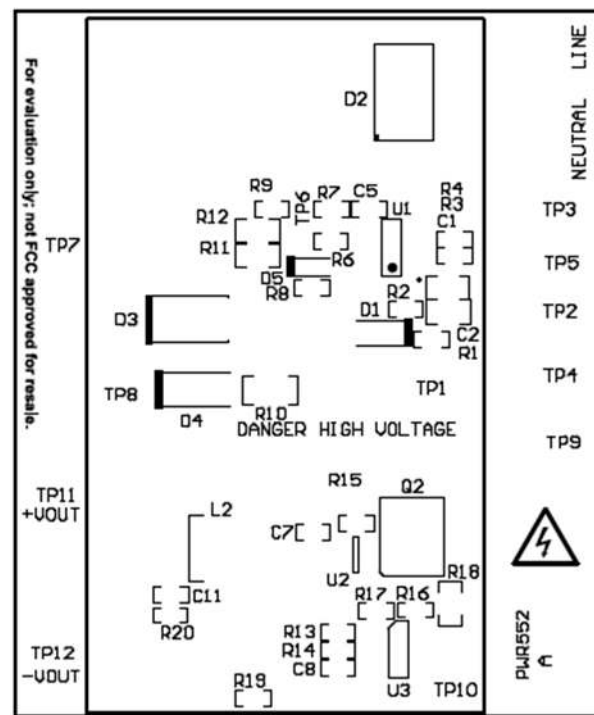 For evaluation only; not FCC approved for resale.
LINE
NEUTRAL
D2
R9
TP6
R7
C5
R4
R3
U1
C1
R12
R11
TP3
TP7
R6
D5
R8
TP5
R2
D1
D3
TP2
C2
R1
TP8
D4
R10
TP1
TP4
DANGER HIGH VOLTAGE
TP9
R15
Q2
TP11
+VOUT
L2
C7
U2
R18
C11
R20
R17
R16
R13
R14
C8
TP12
-VOUT
R19
U3
TP10
PWR552
A